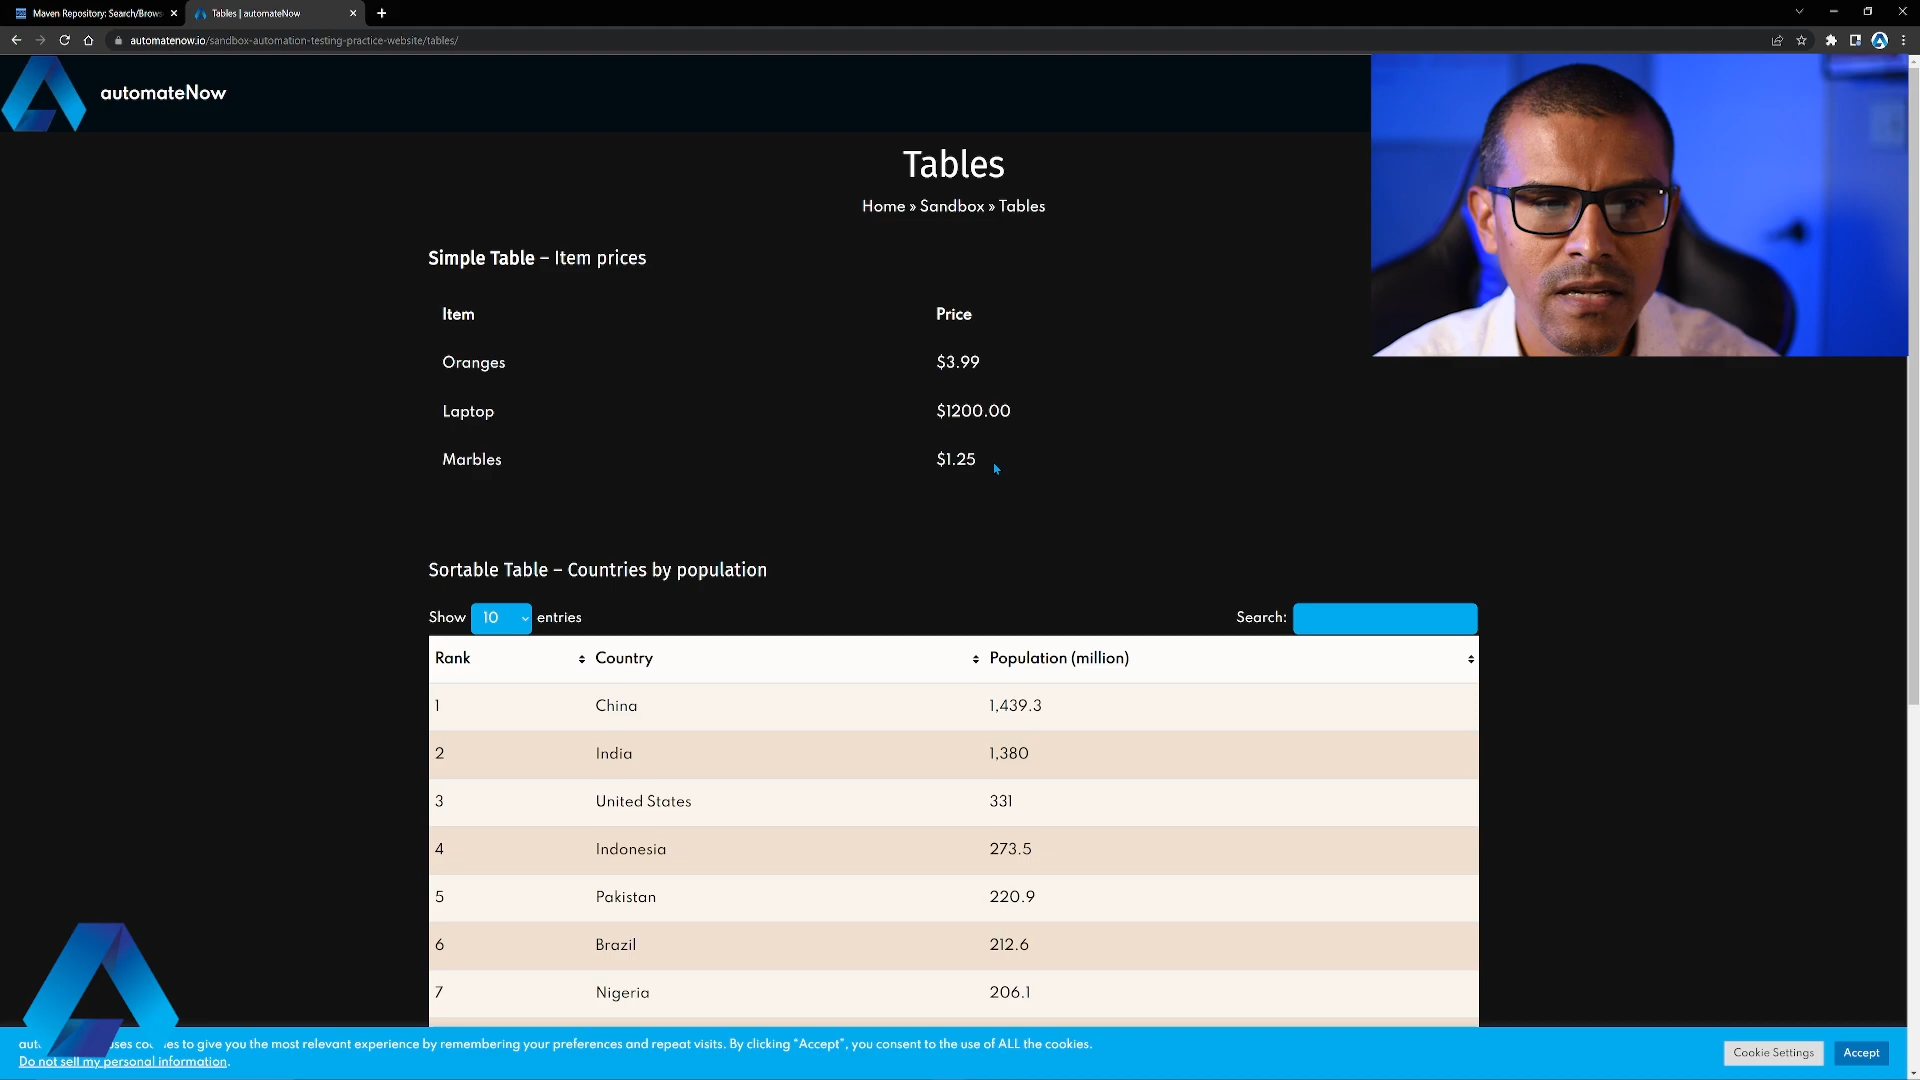 Maven Repository: Search/Brows
Tables | automateNow
automatenow.io/sandbox-automation-testing-practice-website/tables/
automateNow
Tables
Home » Sandbox » Tables
Simple Table – Item prices
Item Price
Oranges $3.99
Laptop $1200.00
Marbles $1.25
Sortable Table – Countries by population
Show 10 entries Search:
Rank Country Population (million)
1 China 1,439.3
2 India 1,380
3 United States 331
4 Indonesia 273.5
5 Pakistan 220.9
6 Brazil 212.6
7 Nigeria 206.1
to give you the most relevant experience by remembering your preferences and repeat visits. By clicking “Accept”, you consent to the use of ALL the cookies.
Do not sell my personal information.
Cookie Settings Accept